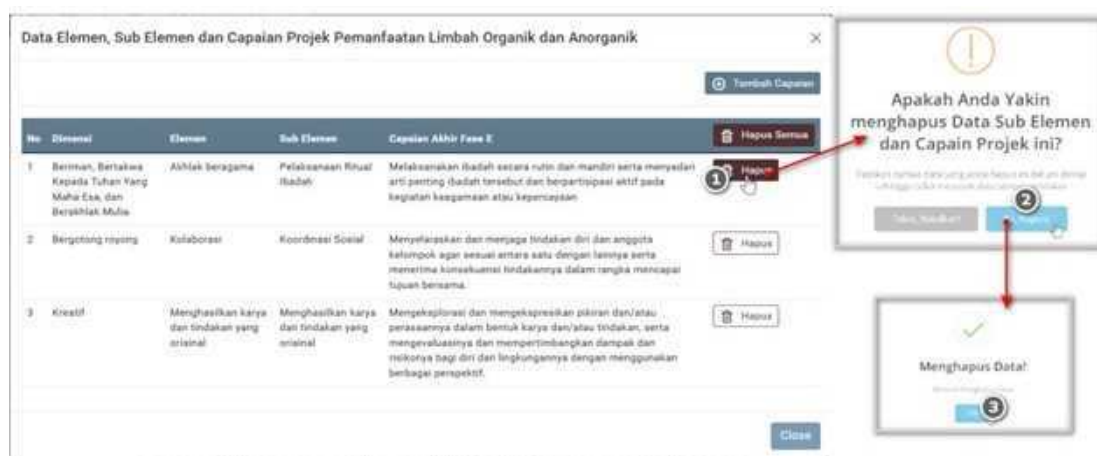 Data Elemen, Sub Elemen dan Capaian Projek Pemanfaatan Limbah Organik dan Anorganik
Tambah Capaian
No Dimensi Elemen Sub Elemen Capaian Akhir Fase E Hapus Semua
1 Beriman, Bertakwa Akhlak beragama Pelaksanaan Ritual Melaksanakan ibadah secara rutin dan mandiri serta menyadari Hapus
Kepada Tuhan Yang Ibadah arti penting ibadah tersebut dan berpartisipasi aktif pada
Maha Esa, dan kegiatan keagamaan atau kepercayaan
Berakhlak Mulia
1
2 Bergotong royong Kolaborasi Koordinasi Sosial Menyelaraskan dan menjaga tindakan diri dan anggota Hapus
kelompok agar sesuai antara satu dengan lainnya serta
menerima konsekuensi tindakannya dalam rangka mencapai
tujuan bersama.
3 Kreatif Menghasilkan karya Menghasilkan karya Mengeksplorasi dan mengekspresikan pikiran dan/atau Hapus
dan tindakan yang dan tindakan yang perasaannya dalam bentuk karya dan/atau tindakan, serta
orisinal orisinal mengevaluasinya dan mempertimbangkan dampak dan
risikonya bagi diri dan lingkungannya dengan menggunakan
berbagai perspektif.
Close
Apakah Anda Yakin
menghapus Data Sub Elemen
dan Capain Projek ini?
2
Menghapus Data!
3